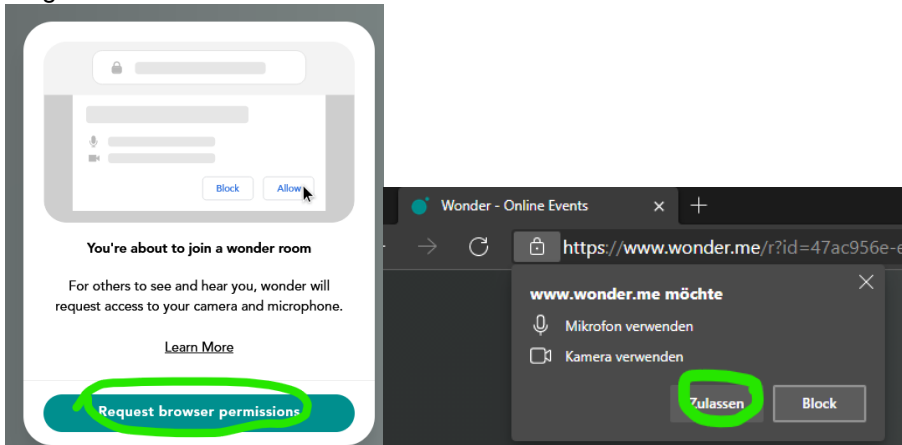 Block
Allow
You're about to join a wonder room
For others to see and hear you, wonder will
request access to your camera and microphone.
Learn More
Request browser permissions
Wonder - Online Events
https://www.wonder.me/r?id=47ac956e-e
www.wonder.me möchte
Mikrofon verwenden
Kamera verwenden
Zulassen
Block